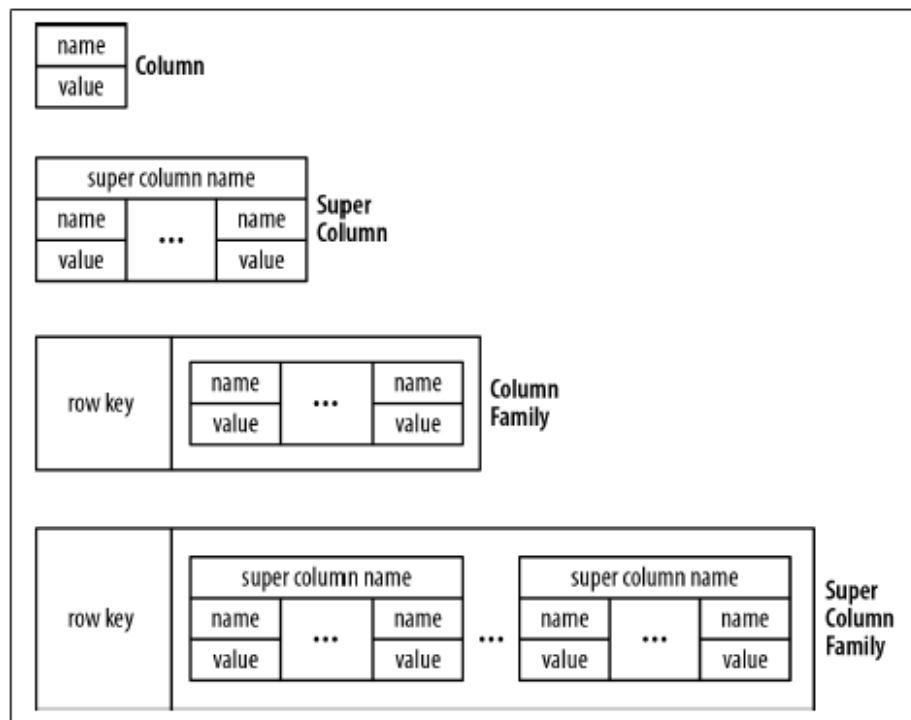 name
value
Column
super column name
name ... name
value value
Super
Column
row key
name ... name
value value
Column
Family
row key
super column name super column name
name ... name ... name ... name
value value value value
Super
Column
Family